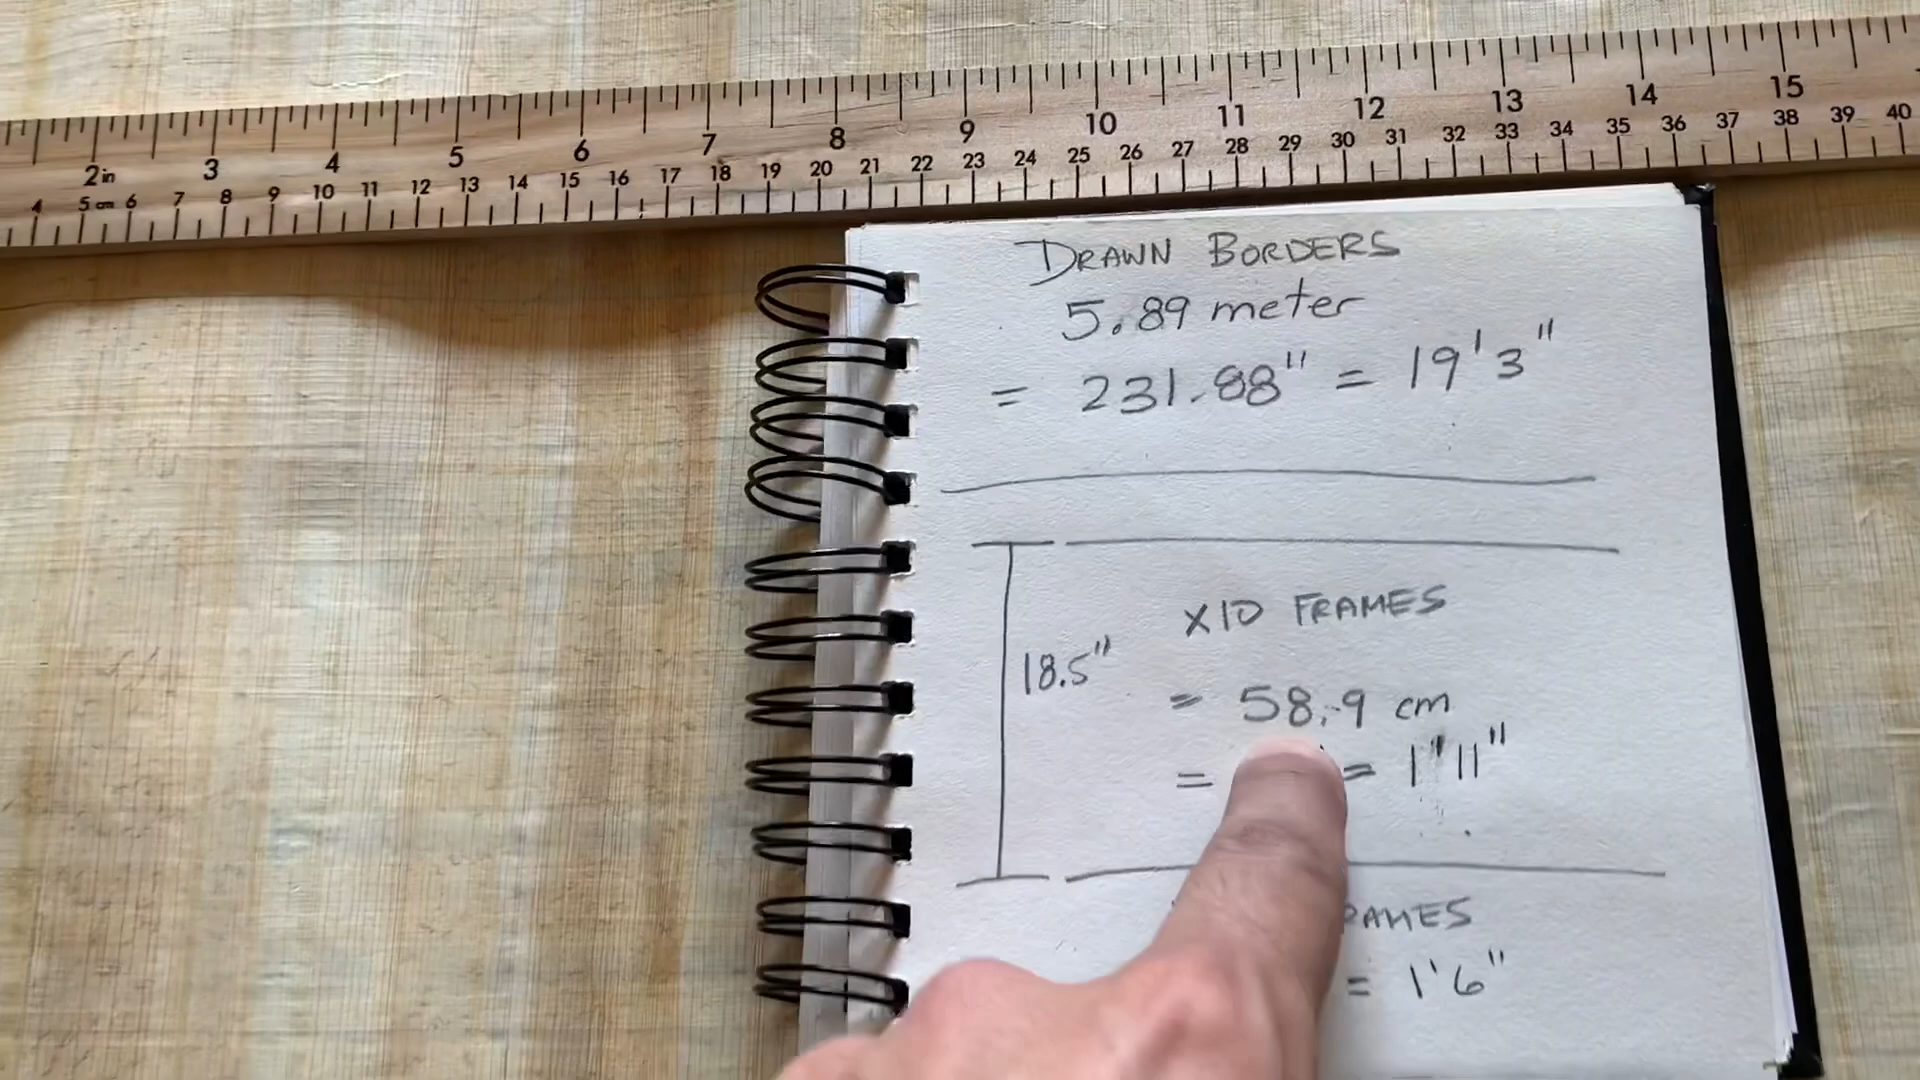 2in 3 4 5 6 7 8 9 10 11 12 13 14 15
4 5 cm 6 7 8 9 10 11 12 13 14 15 16 17 18 19 20 21 22 23 24 25 26 27 28 29 30 31 32 33 34 35 36 37 38 39 40
DRAWN BORDERS
5.89 meter
= 231.88" = 19'3"
X10 FRAMES
18.5"
= 58.9 cm
= = 1'11"
= 1'6"